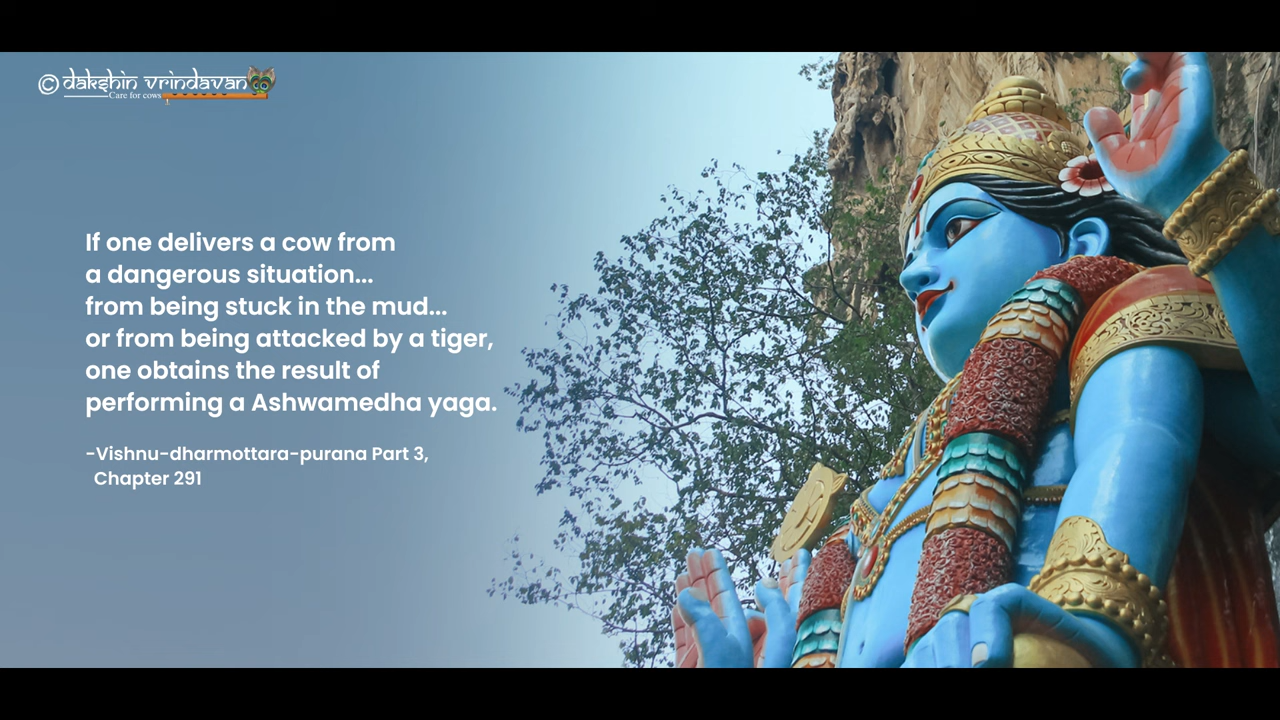 © dakshin vrindavan
Care for cows
If one delivers a cow from
a dangerous situation...
from being stuck in the mud...
or from being attacked by a tiger,
one obtains the result of
performing a Ashwamedha yaga.
-Vishnu-dharmottara-purana Part 3,
Chapter 291